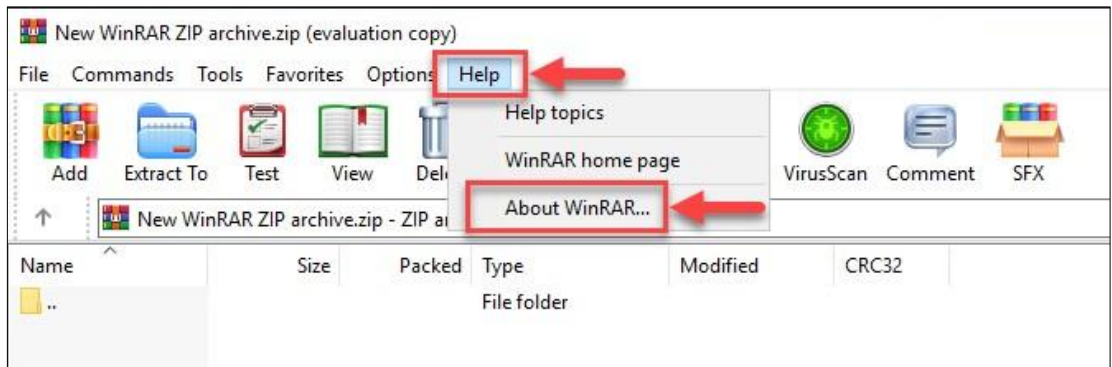 New WinRAR ZIP archive.zip (evaluation copy)
File Commands Tools Favorites Options Help
Help topics
WinRAR home page
About WinRAR...
Add Extract To Test View VirusScan Comment SFX
New WinRAR ZIP archive.zip - ZIP
Name Size Packed Type Modified CRC32
.. File folder